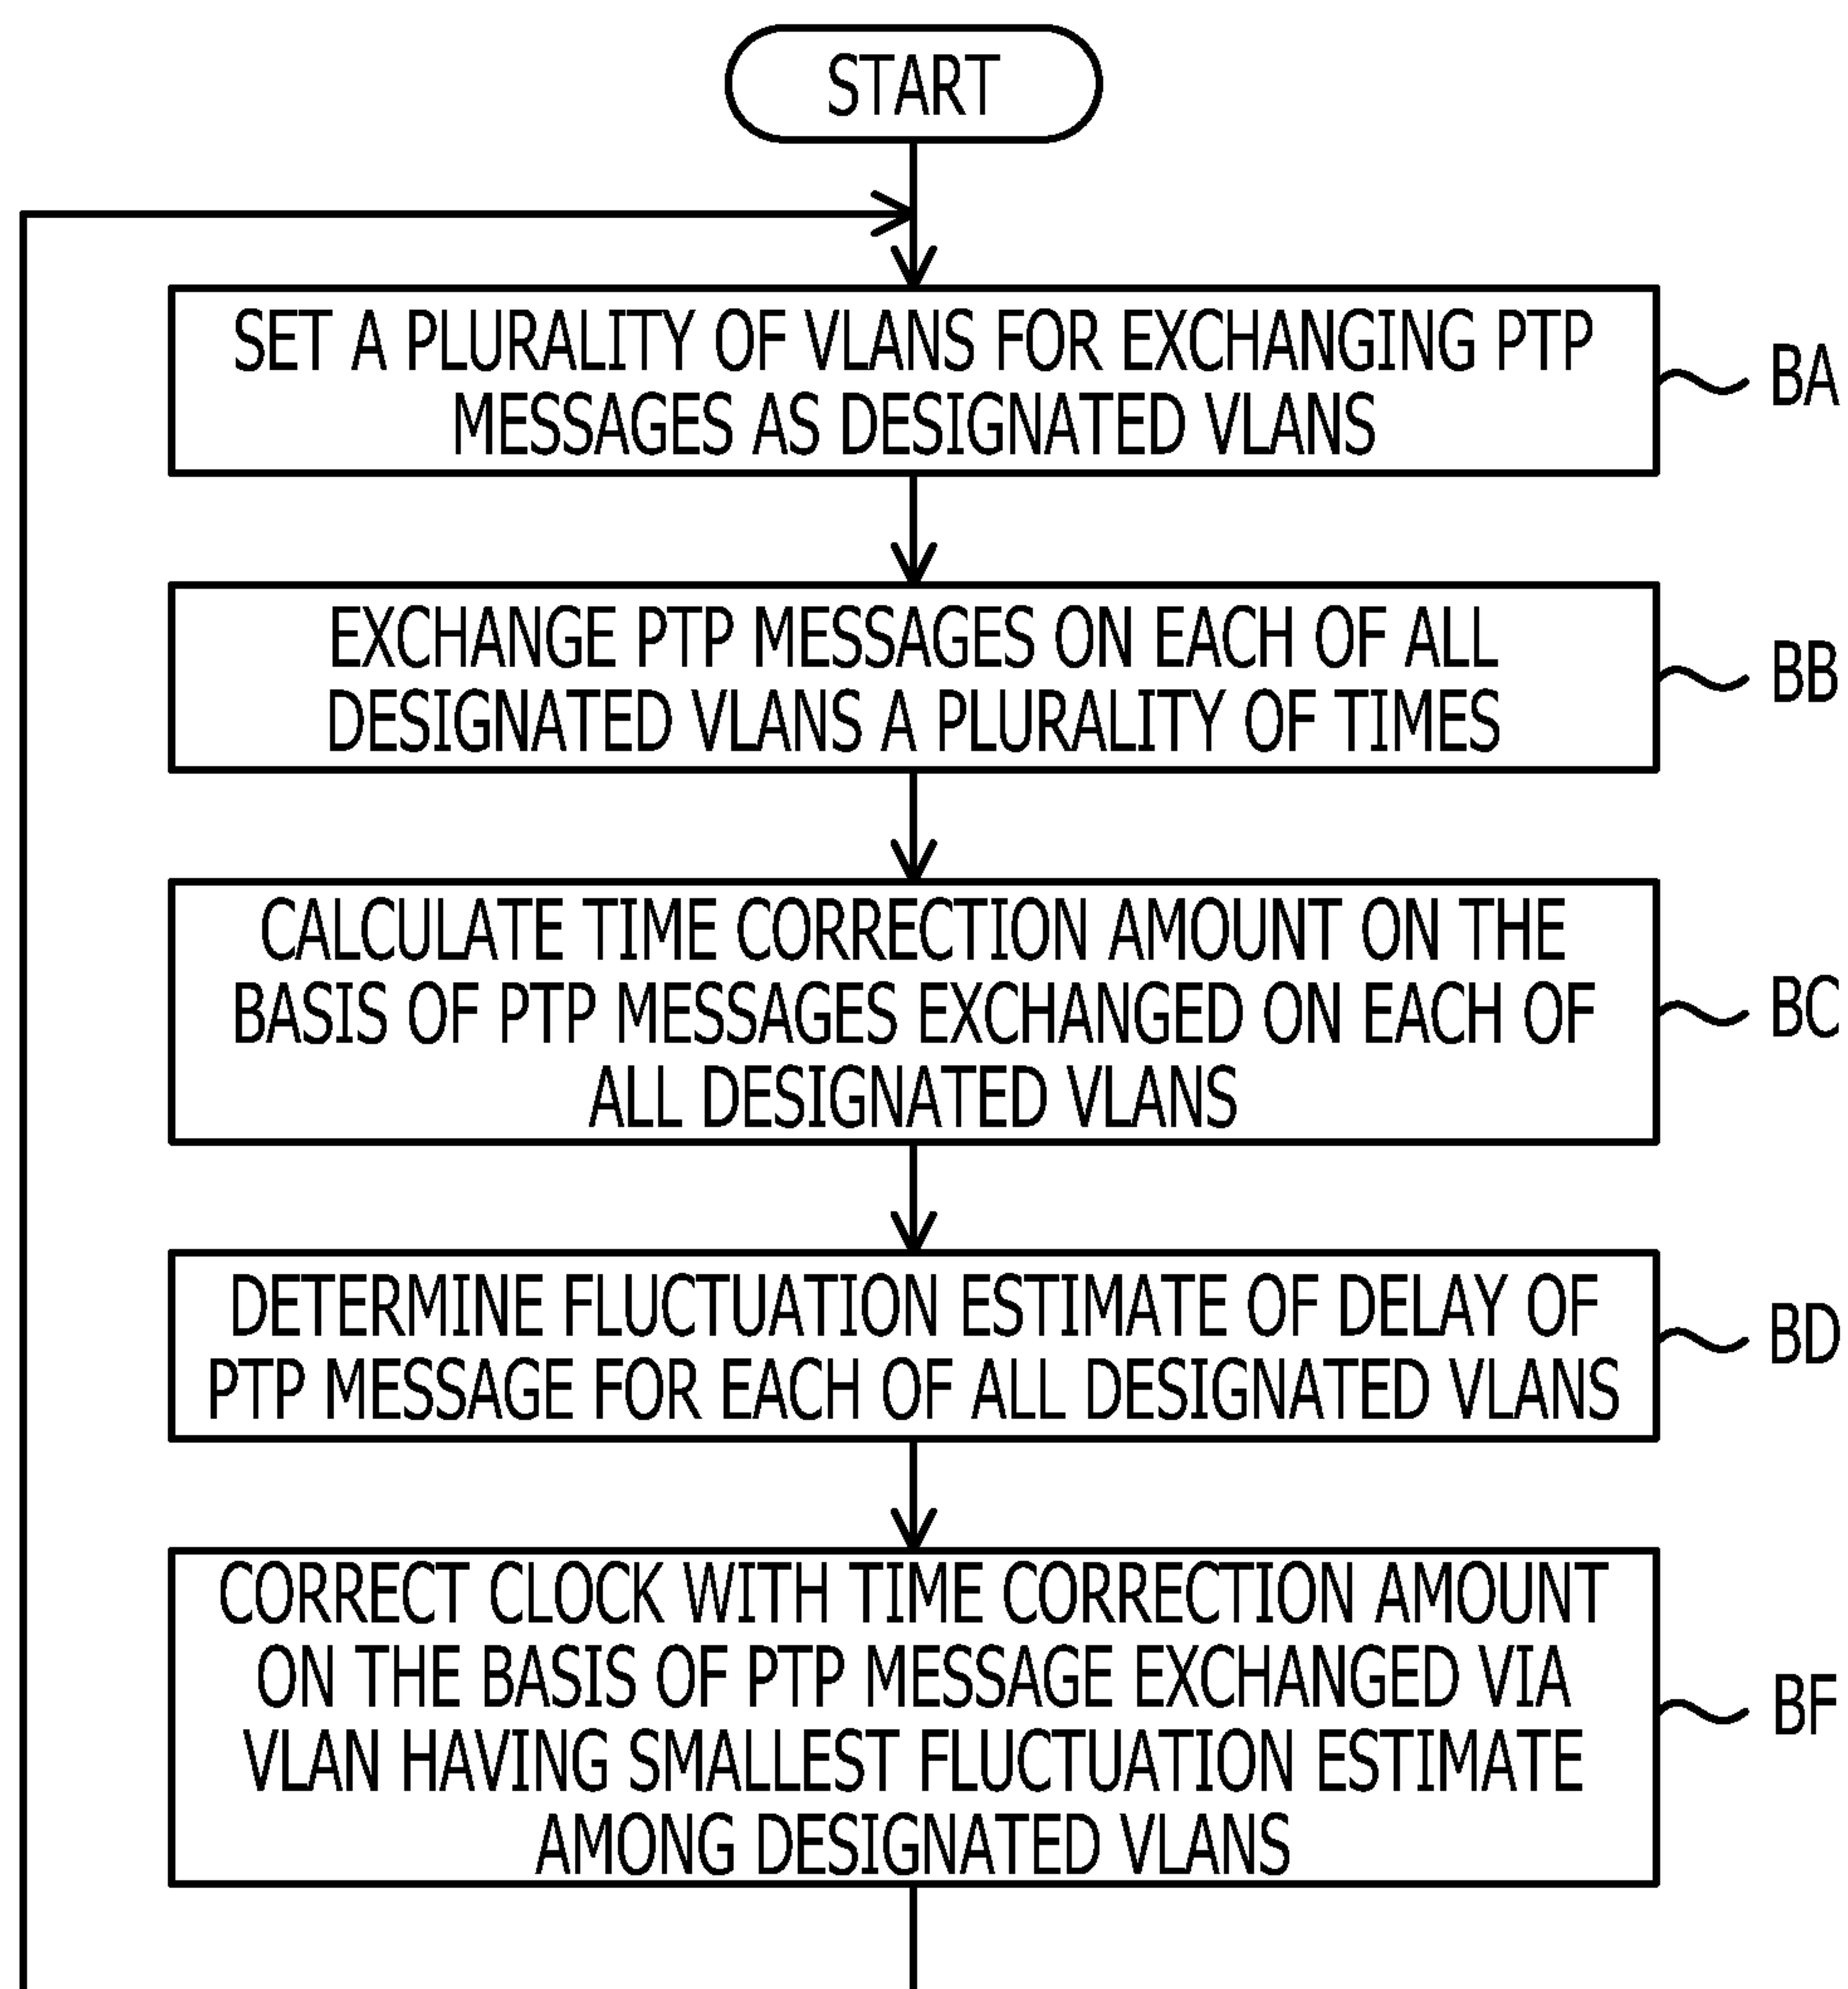 START
SET A PLURALITY OF VLANS FOR EXCHANGING PTP
MESSAGES AS DESIGNATED VLANS
BA
EXCHANGE PTP MESSAGES ON EACH OF ALL
DESIGNATED VLANS A PLURALITY OF TIMES
BB
CALCULATE TIME CORRECTION AMOUNT ON THE
BASIS OF PTP MESSAGES EXCHANGED ON EACH OF
ALL DESIGNATED VLANS
BC
DETERMINE FLUCTUATION ESTIMATE OF DELAY OF
PTP MESSAGE FOR EACH OF ALL DESIGNATED VLANS
BD
CORRECT CLOCK WITH TIME CORRECTION AMOUNT
ON THE BASIS OF PTP MESSAGE EXCHANGED VIA
VLAN HAVING SMALLEST FLUCTUATION ESTIMATE
AMONG DESIGNATED VLANS
BF